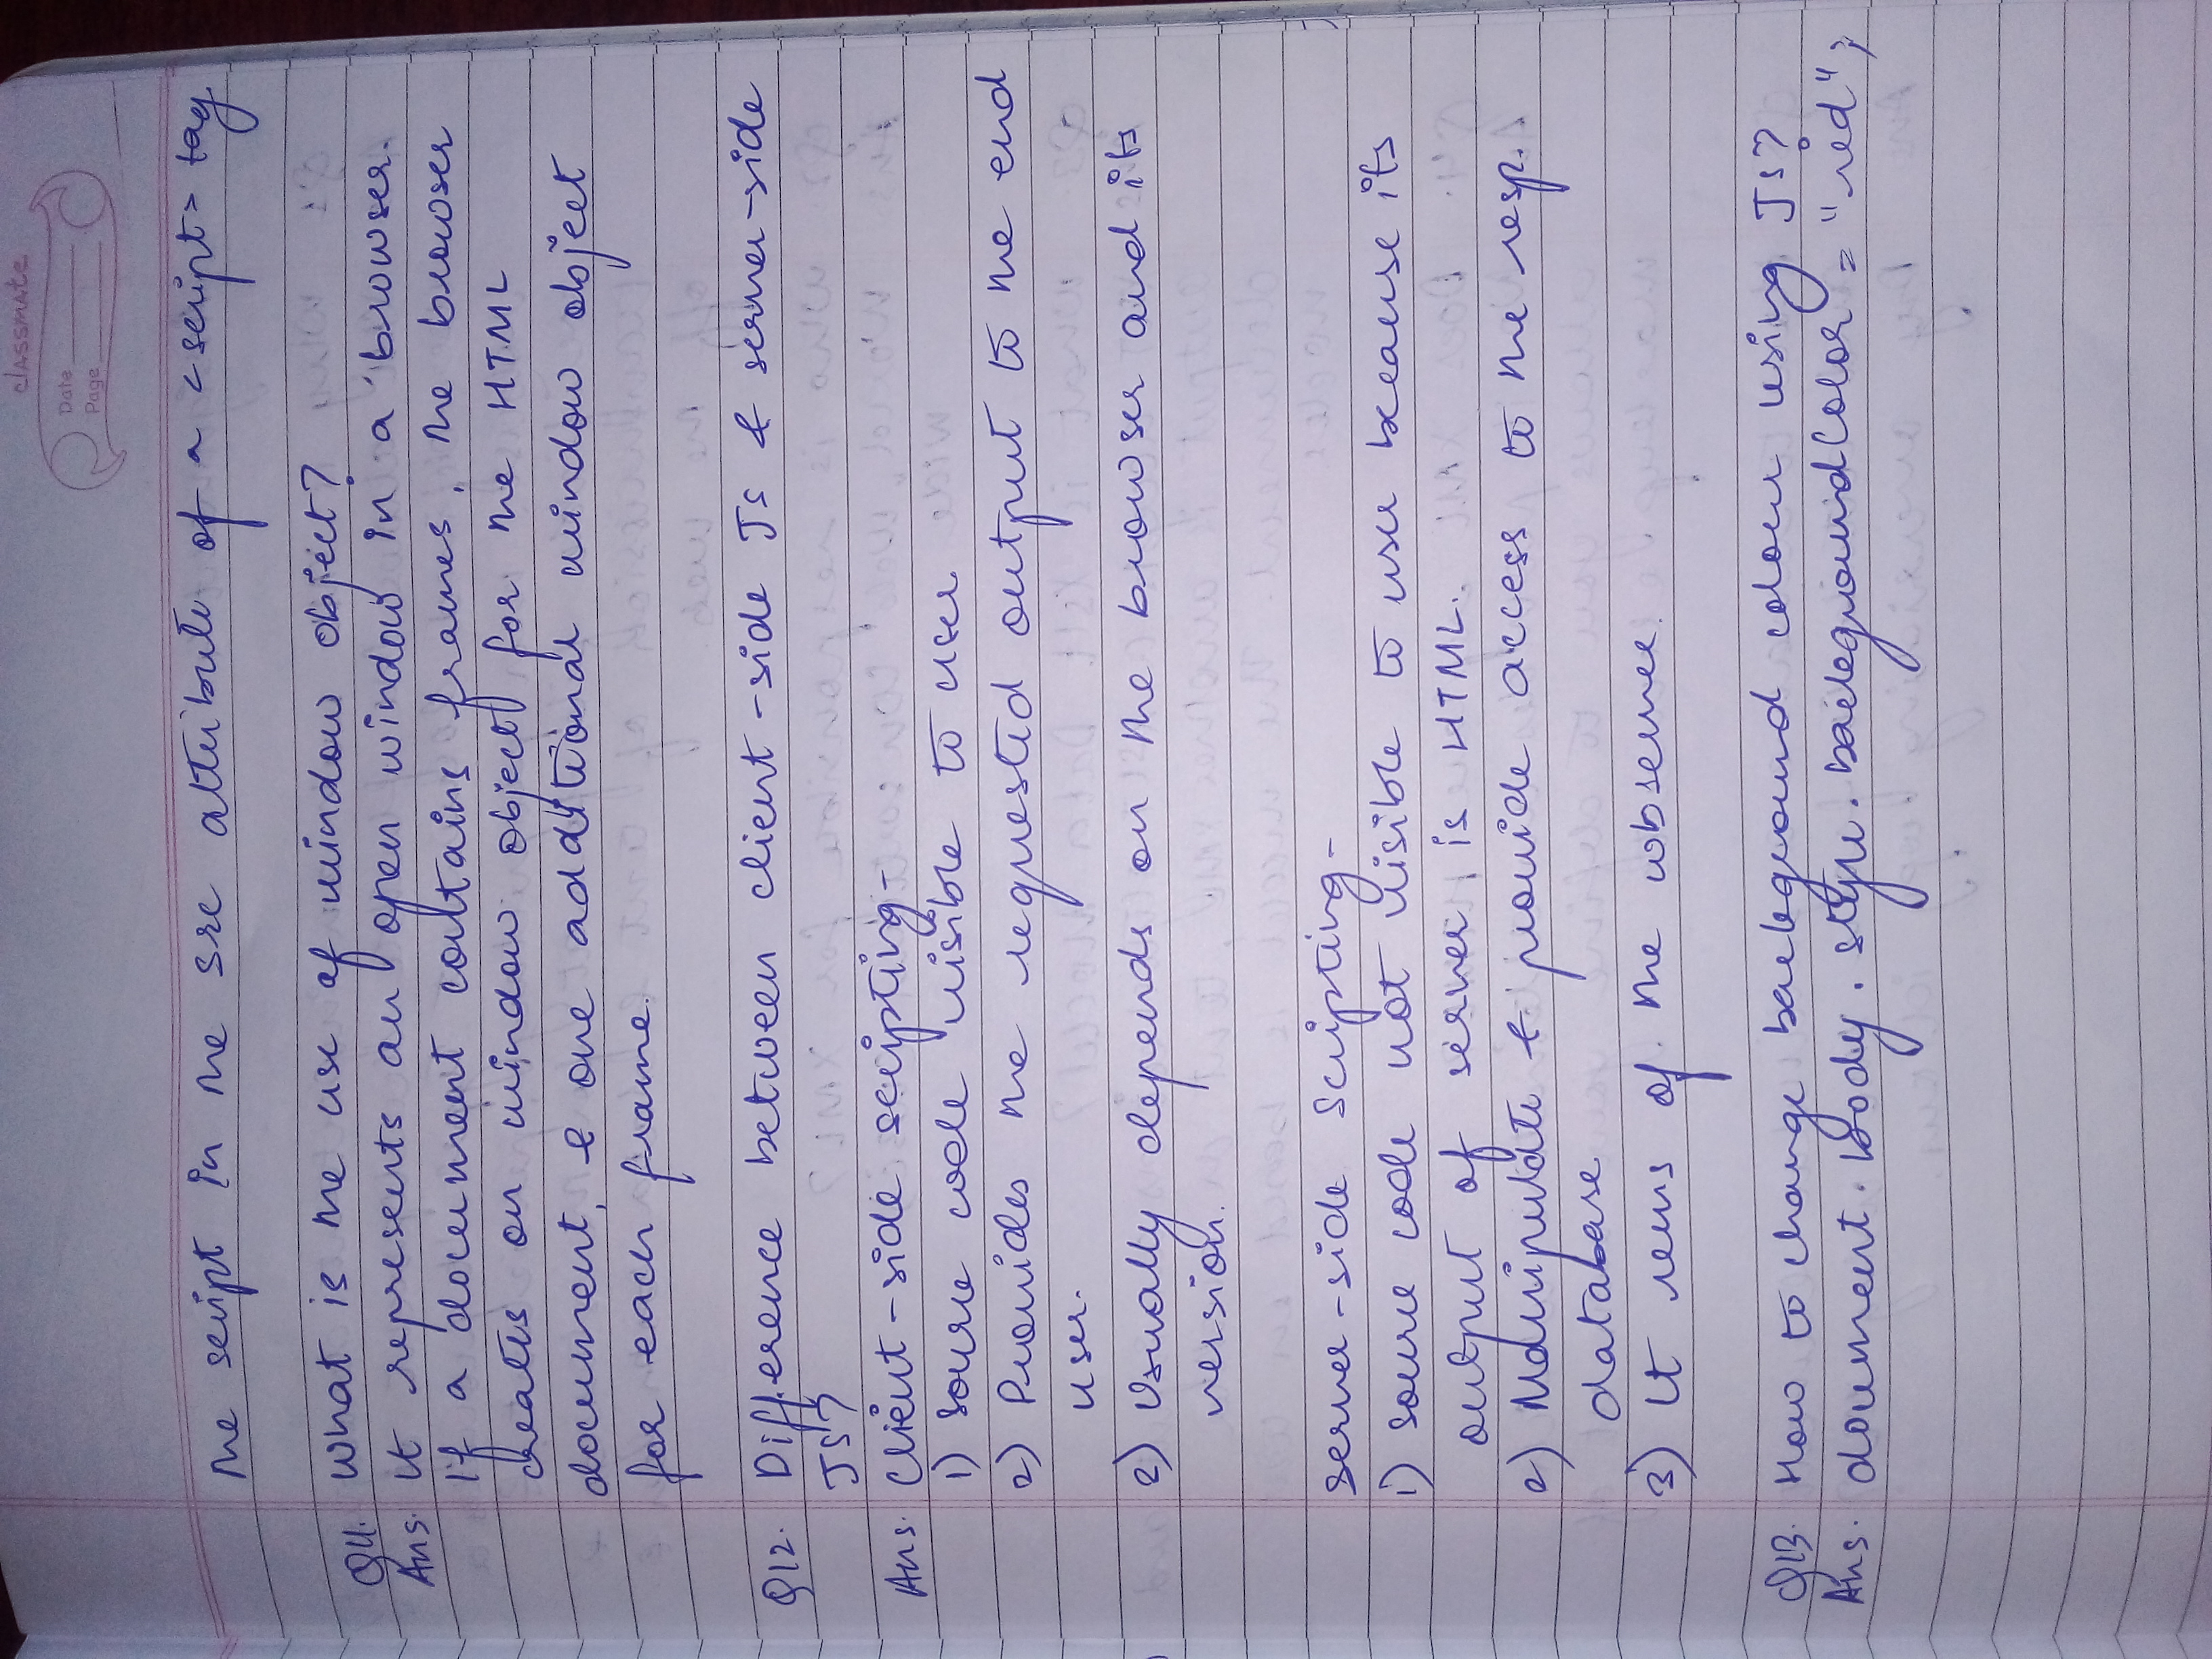 classmate
Date
Page
the script in the src attribute of a <script> tag
Q11. What is the use of window object?
Ans. It represents an open window in a browser.
If a document contains frames, the browser
creates on window object for the HTML
document, & one additional window object
for each frame.
Q12. Difference between client-side JS & server-side
JS?
Ans. Client-side scripting-
1) Source code visible to user
2) Provides the requested output to the end
user.
2) Usually depends on the browser and its
version.
Server-side Scripting-
1) Source code not visible to user because its
output of server is HTML.
2) Manipulate & provide access to the resp.
database
3) It of the
Q13. How to change background colour using JS?
Ans. document.body.style.backgroundColor = "red";